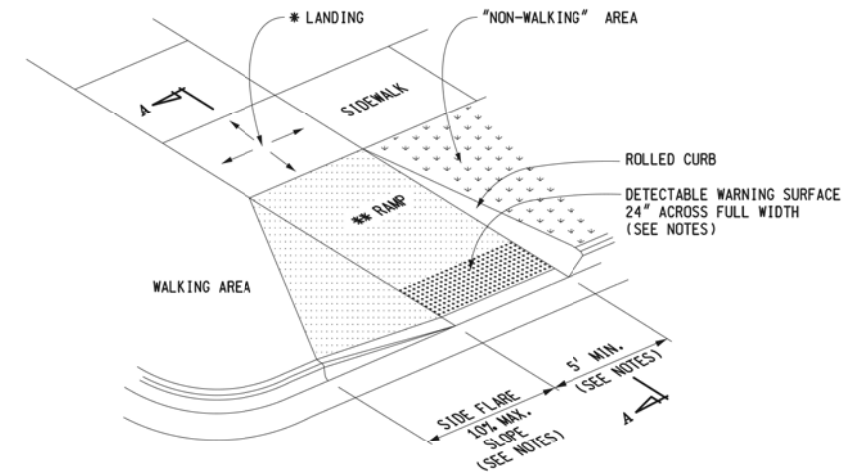 * LANDING
"NON-WALKING" AREA
A
SIDEWALK
ROLLED CURB
** RAMP
DETECTABLE WARNING SURFACE
24" ACROSS FULL WIDTH
(SEE NOTES)
WALKING AREA
5' MIN.
(SEE NOTES)
SIDE FLARE
10% MAX.
SLOPE
(SEE NOTES)
A